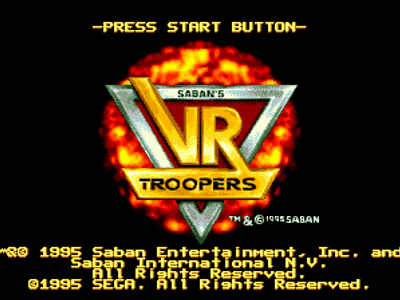 —PRESS START BUTTON—
SABAN'S
VR
TROOPERS
™ & © 1995 SABAN
™®© 1995 Saban Entertainment, Inc. and
Saban International N.V.
All Rights Reserved.
©1995 SEGA. All Rights Reserved.